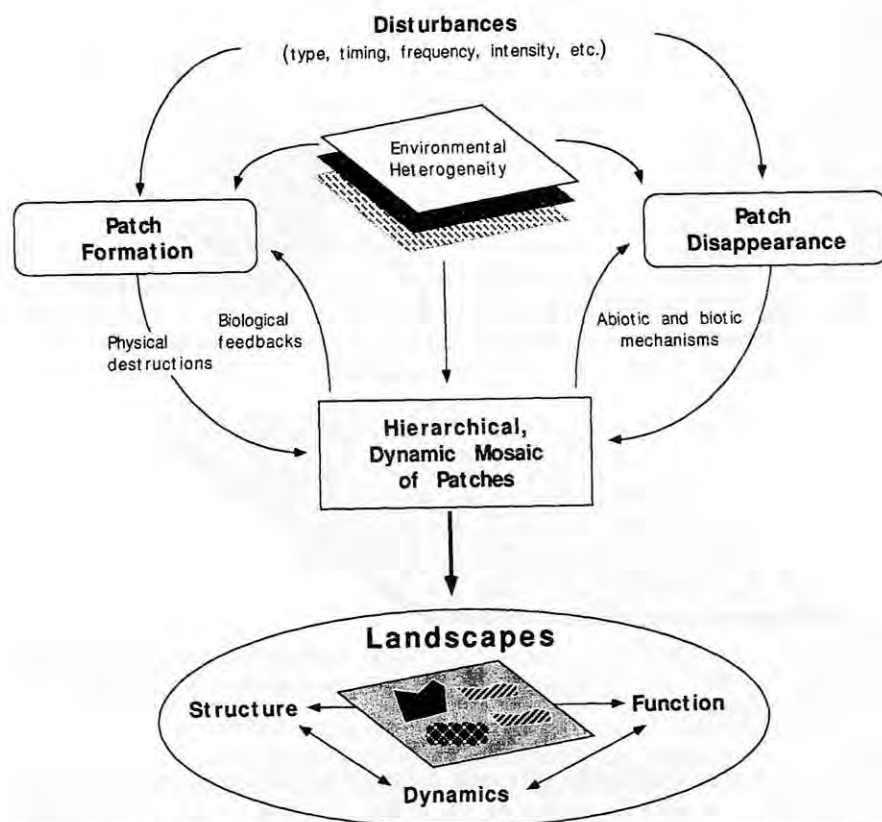 Disturbances
(type, timing, frequency, intensity, etc.)
Environmental
Heterogeneity
Patch
Formation
Patch
Disappearance
Physical
destructions
Biological
feedbacks
Abiotic and biotic
mechanisms
Hierarchical,
Dynamic Mosaic
of Patches
Landscapes
Structure
Function
Dynamics